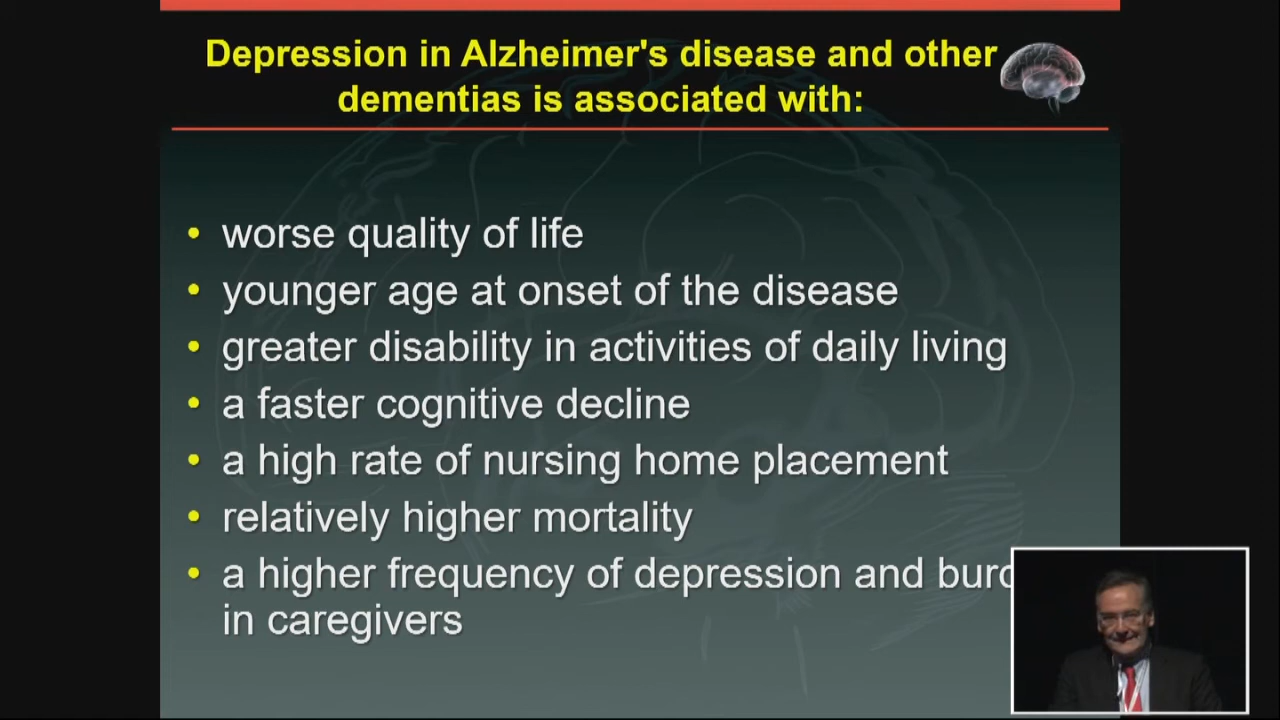 Depression in Alzheimer's disease and other
dementias is associated with:
• worse quality of life
• younger age at onset of the disease
• greater disability in activities of daily living
• a faster cognitive decline
• a high rate of nursing home placement
• relatively higher mortality
• a higher frequency of depression and
in caregivers